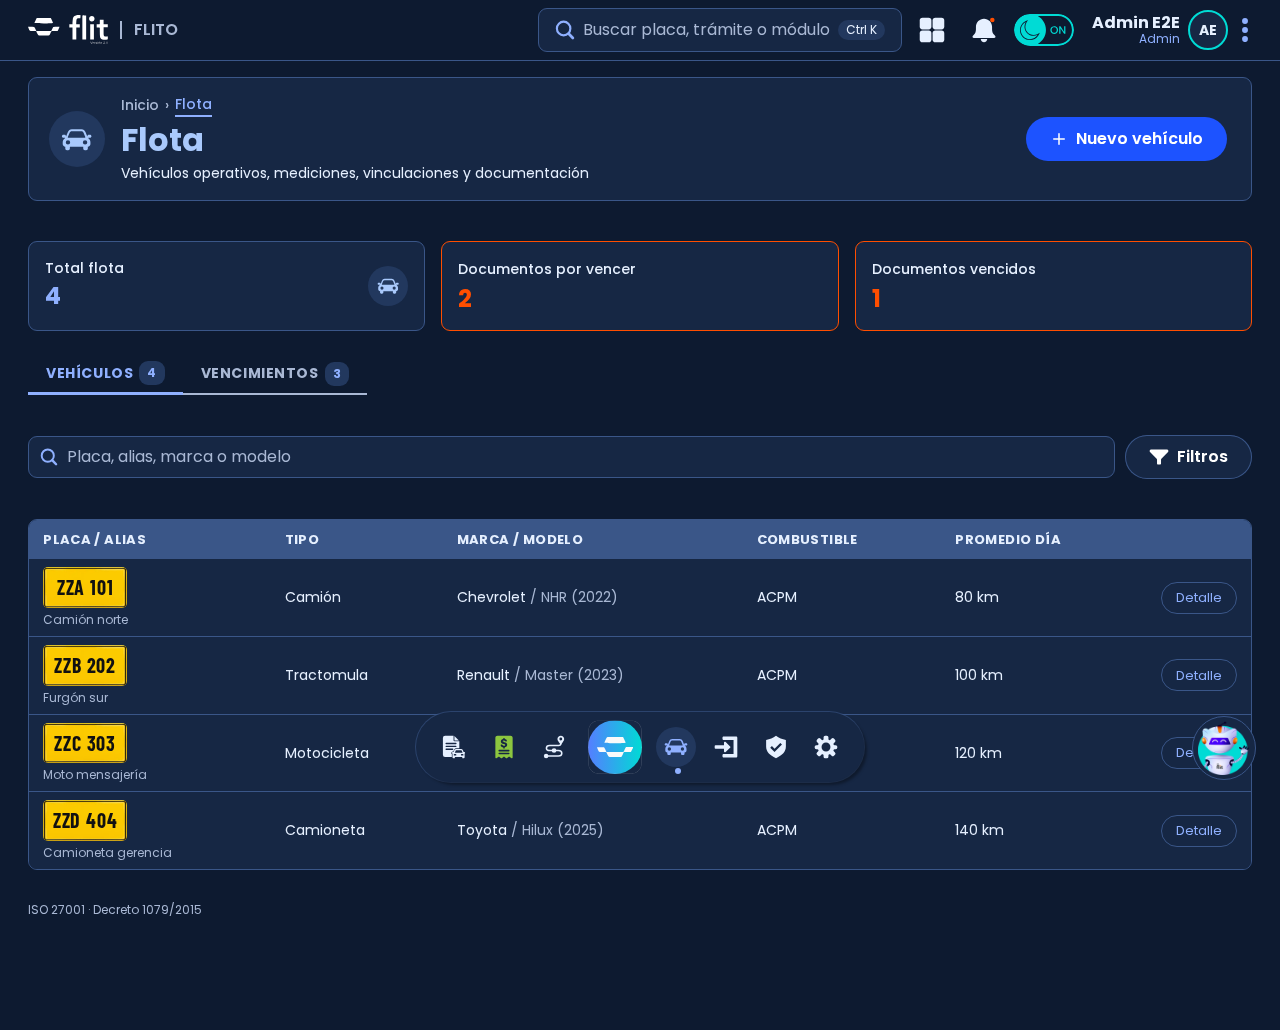 flit FLITO
Buscar placa, trámite o módulo Ctrl K
ON
Admin E2E
Admin
AE
Inicio › Flota
Flota
Vehículos operativos, mediciones, vinculaciones y documentación
Nuevo vehículo
Total flota
4
Documentos por vencer
2
Documentos vencidos
1
VEHÍCULOS 4 VENCIMIENTOS 3
Placa, alias, marca o modelo
Filtros
PLACA / ALIAS TIPO MARCA / MODELO COMBUSTIBLE PROMEDIO DÍA
ZZA 101
Camión norte
Camión Chevrolet / NHR (2022) ACPM 80 km Detalle
ZZB 202
Furgón sur
Tractomula Renault / Master (2023) ACPM 100 km Detalle
ZZC 303
Moto mensajería
Motocicleta 120 km
ZZD 404
Camioneta gerencia
Camioneta Toyota / Hilux (2025) ACPM 140 km Detalle
ISO 27001 · Decreto 1079/2015